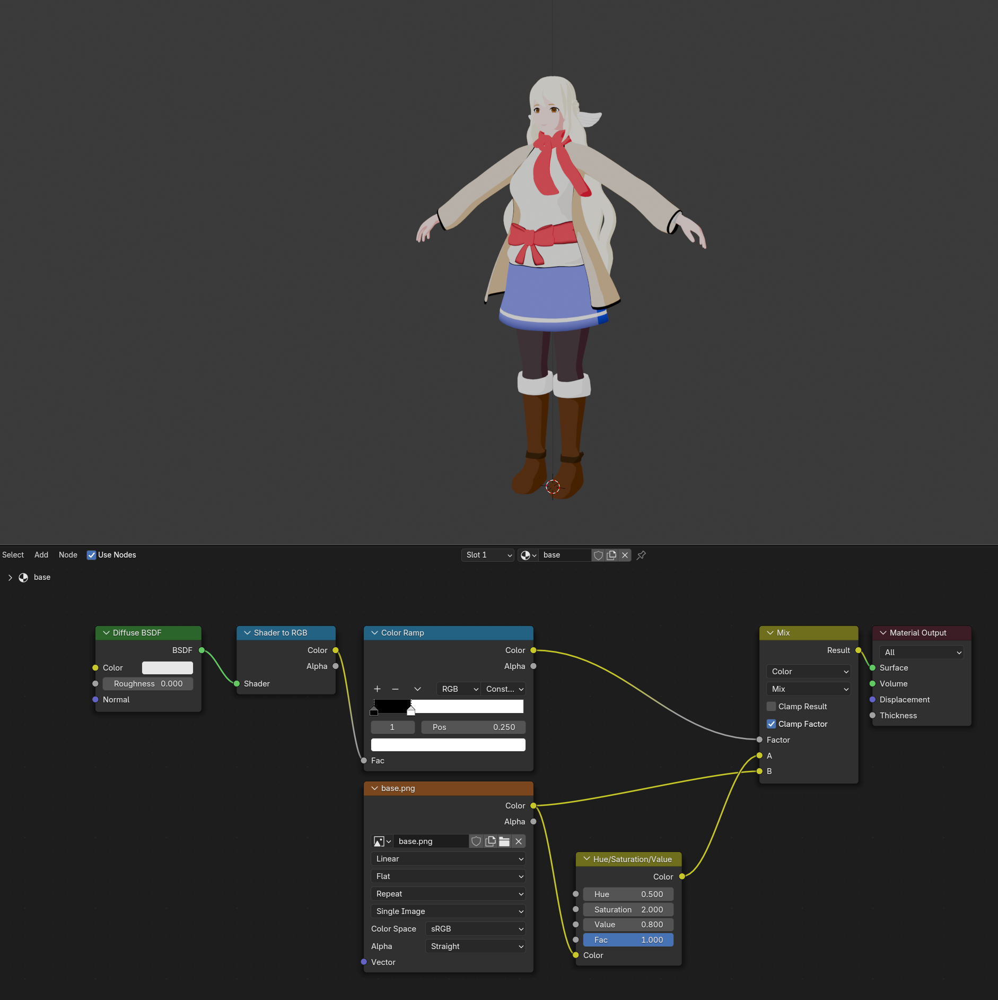 Select Add Node Use Nodes Slot 1 base
base
Diffuse BSDF
BSDF
Color
Roughness 0.000
Normal
Shader to RGB
Color
Alpha
Shader
Color Ramp
Color
Alpha
RGB Const...
1 Pos 0.250
Fac
base.png
Color
Alpha
base.png
Linear
Flat
Repeat
Single Image
Color Space sRGB
Alpha Straight
Vector
Hue/Saturation/Value
Color
Hue 0.500
Saturation 2.000
Value 0.800
Fac 1.000
Color
Mix
Result
Color
Mix
Clamp Result
Clamp Factor
Factor
A
B
Material Output
All
Surface
Volume
Displacement
Thickness